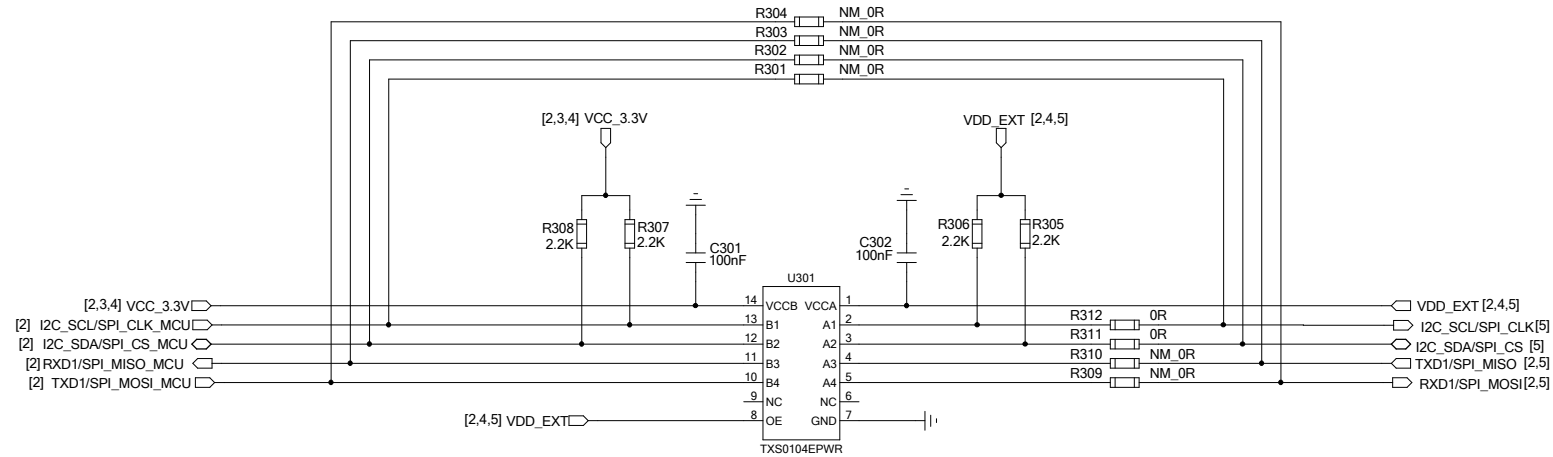 R304 NM_0R
R303 NM_0R
R302 NM_0R
R301 NM_0R
[2,3,4] VCC_3.3V
VDD_EXT [2,4,5]
R308
2.2K
R307
2.2K
C301
100nF
C302
100nF
R306
2.2K
R305
2.2K
U301
[2,3,4] VCC_3.3V
[2] I2C_SCL/SPI_CLK_MCU
[2] I2C_SDA/SPI_CS_MCU
[2] RXD1/SPI_MISO_MCU
[2] TXD1/SPI_MOSI_MCU
[2,4,5] VDD_EXT
14 VCCB VCCA 1
13 B1 A1 2
12 B2 A2 3
11 B3 A3 4
10 B4 A4 5
9 NC NC 6
8 OE GND 7
TXS0104EPWR
R312 0R
R311 0R
R310 NM_0R
R309 NM_0R
VDD_EXT [2,4,5]
I2C_SCL/SPI_CLK[5]
I2C_SDA/SPI_CS [5]
TXD1/SPI_MISO [2,5]
RXD1/SPI_MOSI[2,5]